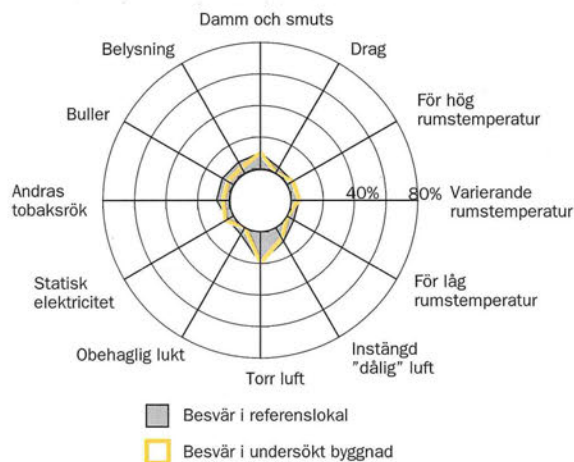 Damm och smuts
Belysning
Drag
Buller
För hög
rumstemperatur
Andras
tobaksrök
40%
80%
Varierande
rumstemperatur
Statisk
elektricitet
För låg
rumstemperatur
Obehaglig lukt
Instängd
"dålig" luft
Torr luft
Besvär i referenslokal
Besvär i undersökt byggnad